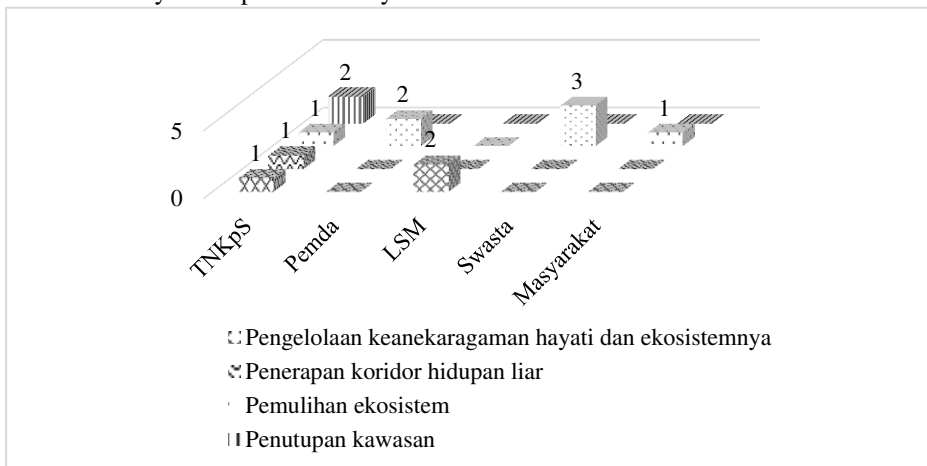 2
3
1
2
1
1
5
1
2
0
TNKpS
Pemda
LSM
Swasta
Masyarakat
Pengelolaan keanekaragaman hayati dan ekosistemnya
Penerapan koridor hidupan liar
Pemulihan ekosistem
Penutupan kawasan